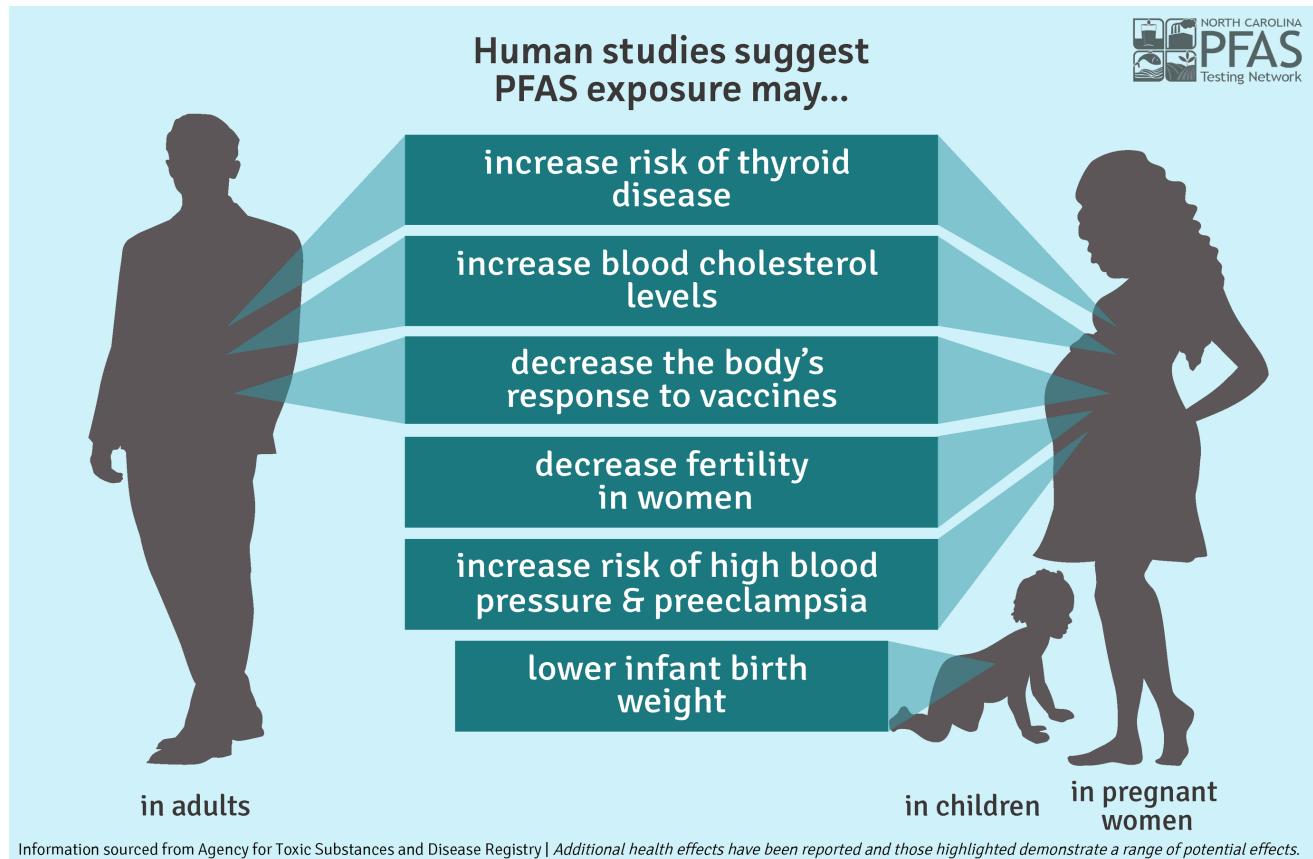 NORTH CAROLINA
PFAS
Testing Network
Human studies suggest
PFAS exposure may...
increase risk of thyroid
disease
increase blood cholesterol
levels
decrease the body's
response to vaccines
decrease fertility
in women
increase risk of high blood
pressure & preeclampsia
lower infant birth
weight
in adults
in children
in pregnant
women
Information sourced from Agency for Toxic Substances and Disease Registry | Additional health effects have been reported and those highlighted demonstrate a range of potential effects.